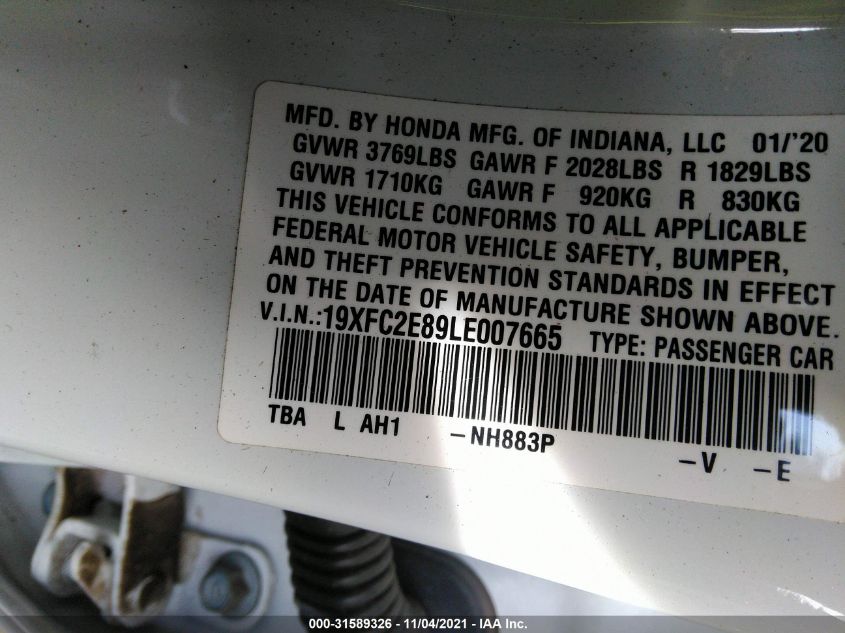 MFD. BY HONDA MFG. OF INDIANA, LLC 01/'20
GVWR 3769LBS GAWR F 2028LBS R 1829LBS
GVWR 1710KG GAWR F 920KG R 830KG
THIS VEHICLE CONFORMS TO ALL APPLICABLE
FEDERAL MOTOR VEHICLE SAFETY, BUMPER,
AND THEFT PREVENTION STANDARDS IN EFFECT
ON THE DATE OF MANUFACTURE SHOWN ABOVE.
V.I.N.:19XFC2E89LE007665 TYPE: PASSENGER CAR
TBA L AH1 -NH883P -V -E
000-31589326 - 11/04/2021 - IAA Inc.